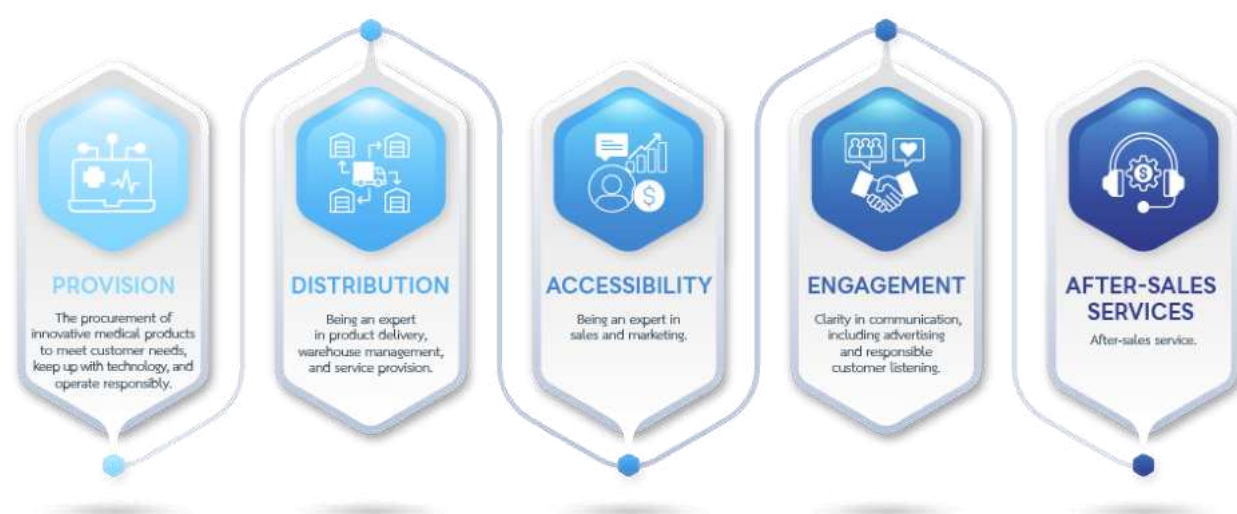 PROVISION
The procurement of
innovative medical products
to meet customer needs,
keep up with technology, and
operate responsibly.
DISTRIBUTION
Being an expert
in product delivery,
warehouse management,
and service provision.
$
ACCESSIBILITY
Being an expert in
sales and marketing.
ENGAGEMENT
Clarity in communication,
including advertising
and responsible
customer listening.
$
AFTER-SALES
SERVICES
After-sales service.